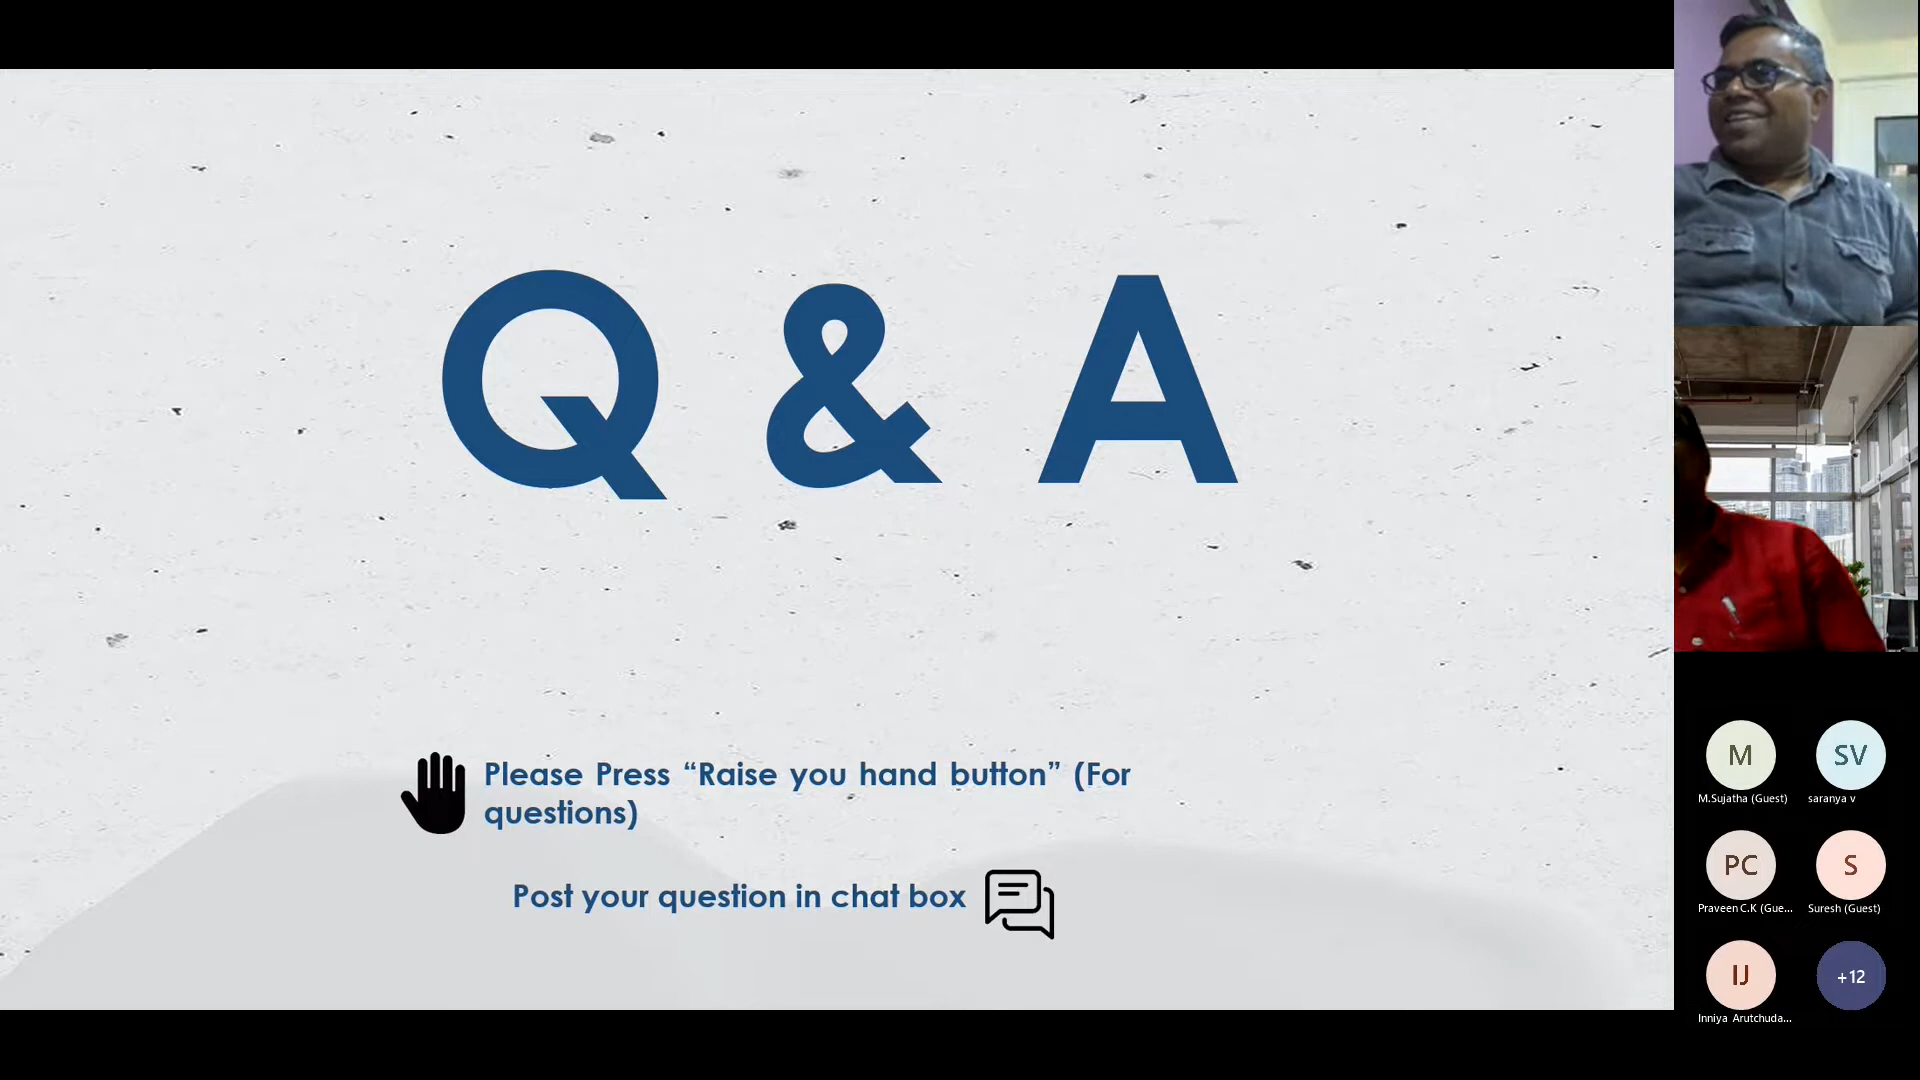 Q & A
Please Press “Raise you hand button” (For
questions)
Post your question in chat box
M
SV
M.Sujatha (Guest)
saranya v
PC
S
Praveen C.K (Gue...
Suresh (Guest)
IJ
+12
Inniya Arutchuda...